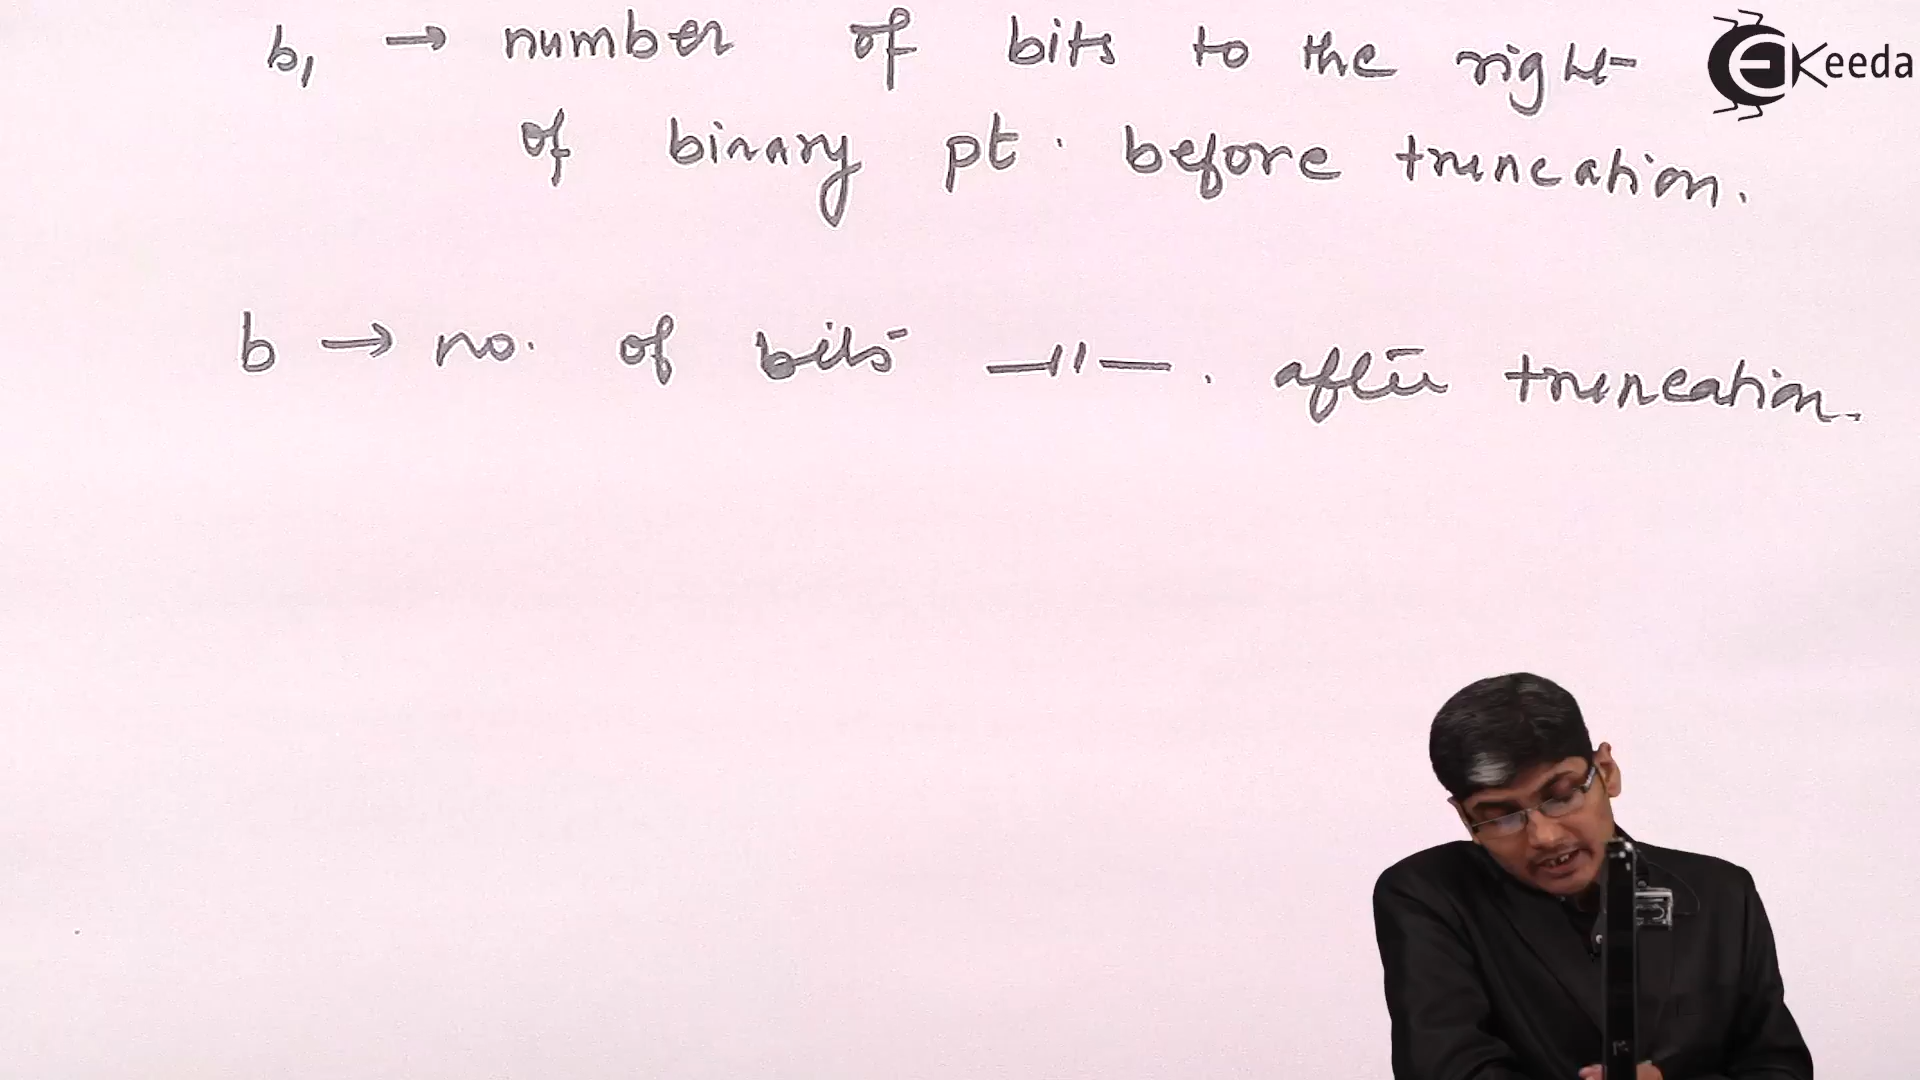 b₁ → number of bits to the right
of binary pt. before truncation.
b → no. of bits —〃—. after truncation.
EKeeda